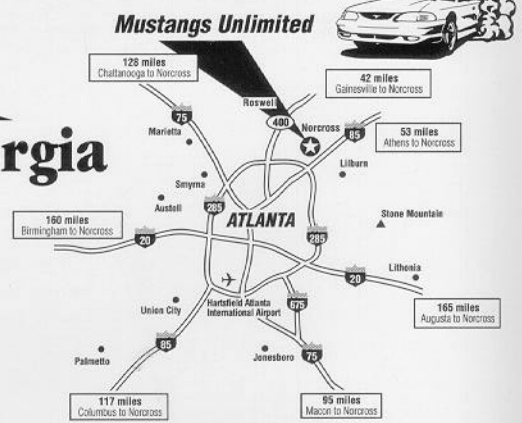 Mustangs Unlimited
128 miles
Chattanooga to Norcross
42 miles
Gainesville to Norcross
Roswell
400
75
Marietta
Norcross
85
53 miles
Athens to Norcross
rgia
Lilburn
Smyrna
Austell
285
ATLANTA
Stone Mountain
160 miles
Birmingham to Norcross
20
285
Lithonia
20
Union City
Hartsfield Atlanta
International Airport
675
165 miles
Augusta to Norcross
85
Palmetto
Jonesboro
75
117 miles
Columbus to Norcross
95 miles
Macon to Norcross